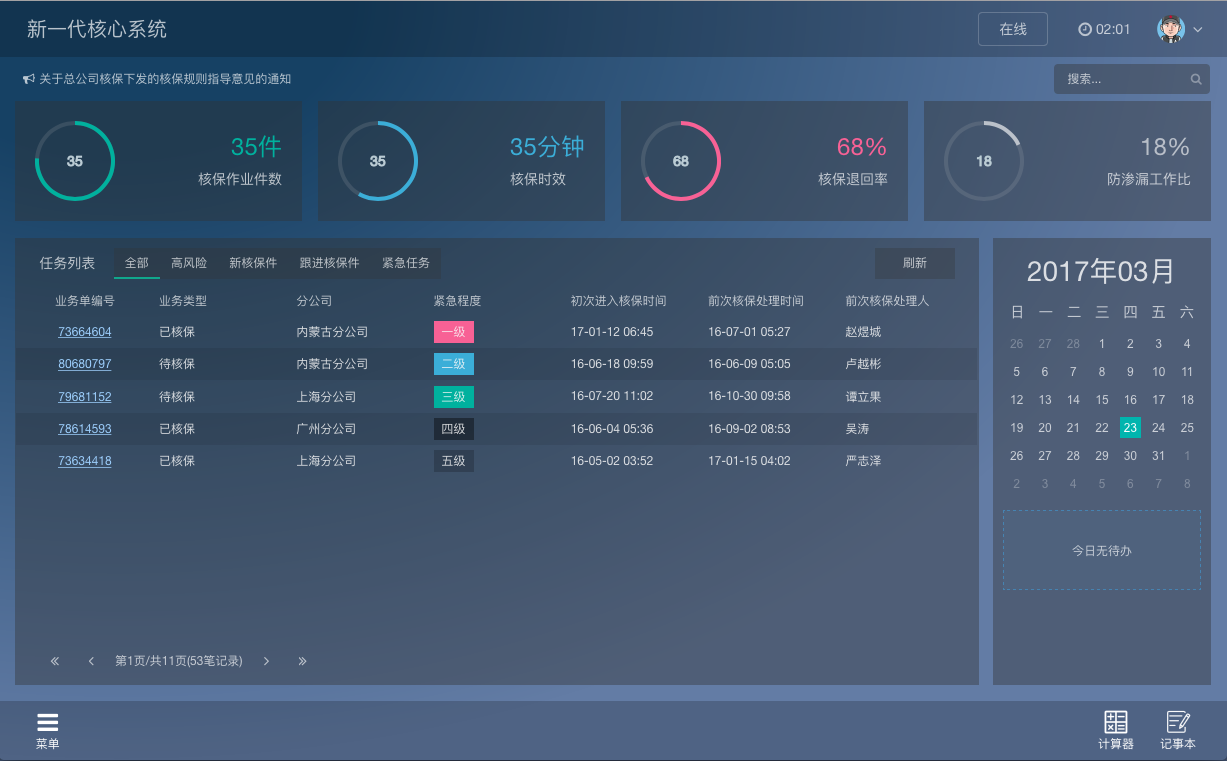 新一代核心系统
在线
02:01
关于总公司核保下发的核保规则指导意见的通知
搜索...
35
35件
核保作业件数
35
35分钟
核保时效
68
68%
核保退回率
18
18%
防渗漏工作比
任务列表 全部 高风险 新核保件 跟进核保件 紧急任务 刷新
业务单编号 业务类型 分公司 紧急程度 初次进入核保时间 前次核保处理时间 前次核保处理人
73664604 已核保 内蒙古分公司 一级 17-01-12 06:45 16-07-01 05:27 赵煜城
80680797 待核保 内蒙古分公司 二级 16-06-18 09:59 16-06-09 05:05 卢越彬
79681152 待核保 上海分公司 三级 16-07-20 11:02 16-10-30 09:58 谭立果
78614593 已核保 广州分公司 四级 16-06-04 05:36 16-09-02 08:53 吴涛
73634418 已核保 上海分公司 五级 16-05-02 03:52 17-01-15 04:02 严志泽
« ‹ 第1页/共11页(53笔记录) › »
2017年03月
日 一 二 三 四 五 六
26 27 28 1 2 3 4
5 6 7 8 9 10 11
12 13 14 15 16 17 18
19 20 21 22 23 24 25
26 27 28 29 30 31 1
2 3 4 5 6 7 8
今日无待办
菜单
计算器
记事本